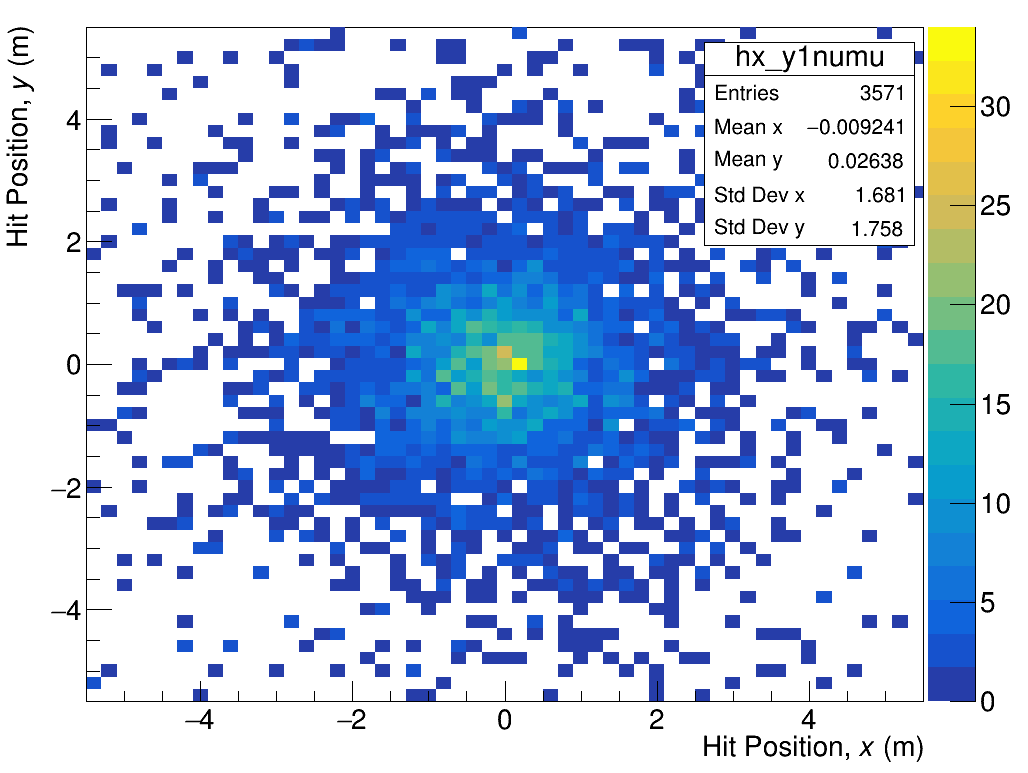 Hit Position, y (m)
4
2
0
−2
−4
−4 −2 0 2 4
Hit Position, x (m)
hx_y1numu
Entries 3571
Mean x −0.009241
Mean y 0.02638
Std Dev x 1.681
Std Dev y 1.758
30
25
20
15
10
5
0